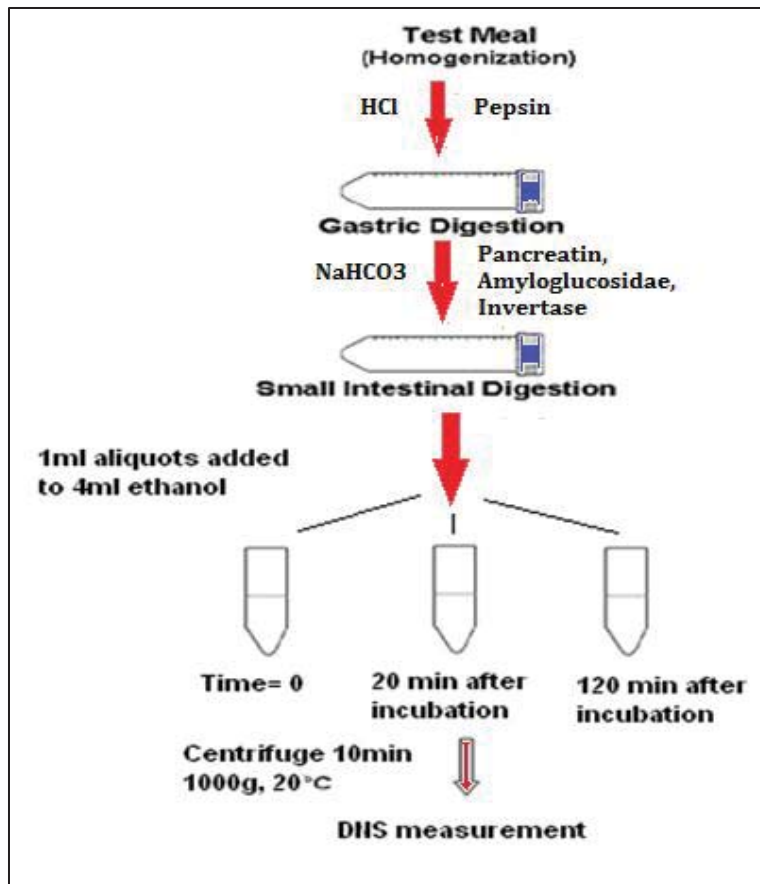 Test Meal
(Homogenization)
HCl Pepsin
Gastric Digestion
NaHCO3
Pancreatin,
Amyloglucosidae,
Invertase
Small Intestinal Digestion
1ml aliquots added
to 4ml ethanol
Time= 0
20 min after
incubation
120 min after
incubation
Centrifuge 10min
1000g, 20°C
DNS measurement